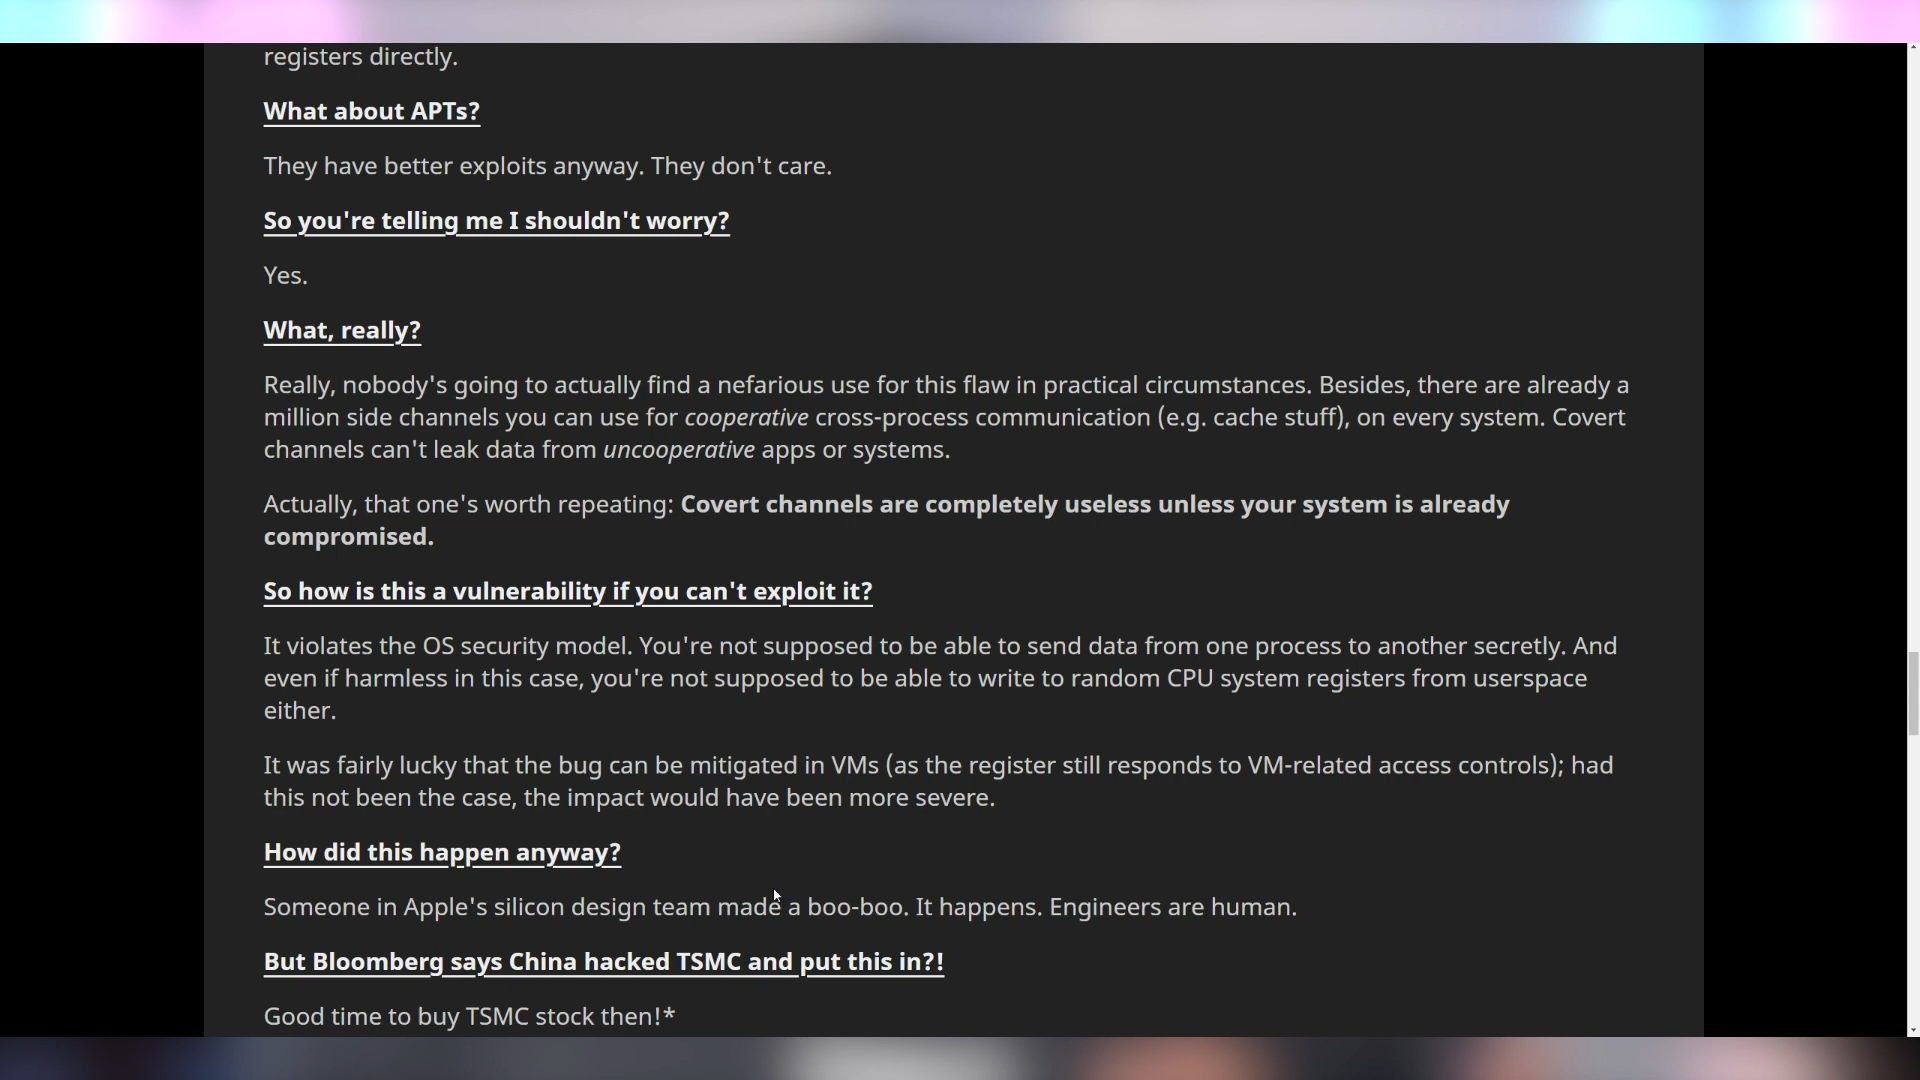 registers directly.
What about APTs?
They have better exploits anyway. They don't care.
So you're telling me I shouldn't worry?
Yes.
What, really?
Really, nobody's going to actually find a nefarious use for this flaw in practical circumstances. Besides, there are already a
million side channels you can use for cooperative cross-process communication (e.g. cache stuff), on every system. Covert
channels can't leak data from uncooperative apps or systems.
Actually, that one's worth repeating: Covert channels are completely useless unless your system is already
compromised.
So how is this a vulnerability if you can't exploit it?
It violates the OS security model. You're not supposed to be able to send data from one process to another secretly. And
even if harmless in this case, you're not supposed to be able to write to random CPU system registers from userspace
either.
It was fairly lucky that the bug can be mitigated in VMs (as the register still responds to VM-related access controls); had
this not been the case, the impact would have been more severe.
How did this happen anyway?
Someone in Apple's silicon design team made a boo-boo. It happens. Engineers are human.
But Bloomberg says China hacked TSMC and put this in?!
Good time to buy TSMC stock then!*